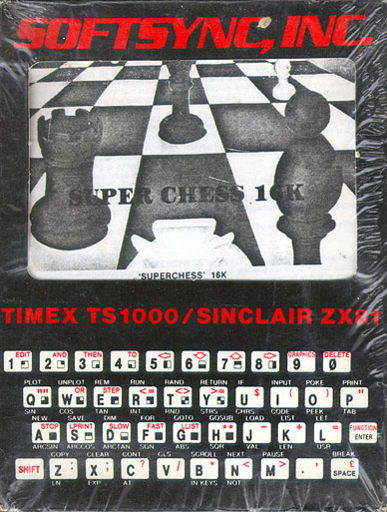 SOFTSYNC, INC.
SUPER CHESS 16K
'SUPERCHESS' 16K
TIMEX TS1000/SINCLAIR ZX81
EDIT AND THEN TO GRAPHICS DELETE
1 2 3 4 5 6 7 8 9 0
PLOT UNPLOT REM RUN RAND RETURN IF INPUT POKE PRINT
"" OR STEP <= <> >= $ ( ) "
Q W E R T Y U I O P
SIN COS TAN INT RND STR$ CHR$ CODE PEEK TAB
NEW SAVE DIM FOR GOTO GOSUB LOAD LIST LET
STOP LPRINT SLOW FAST LLIST ** - + = FUNCTION
A S D F G H J K L ENTER
ARCSIN ARCCOS ARCTAN SGN ABS SQR VAL LEN USR
COPY CLEAR CONT CLS SCROLL NEXT PAUSE BREAK
SHIFT Z : X ; C ? V / B * N < M > . , £ SPACE
LN EXP AT INKEYS NOT